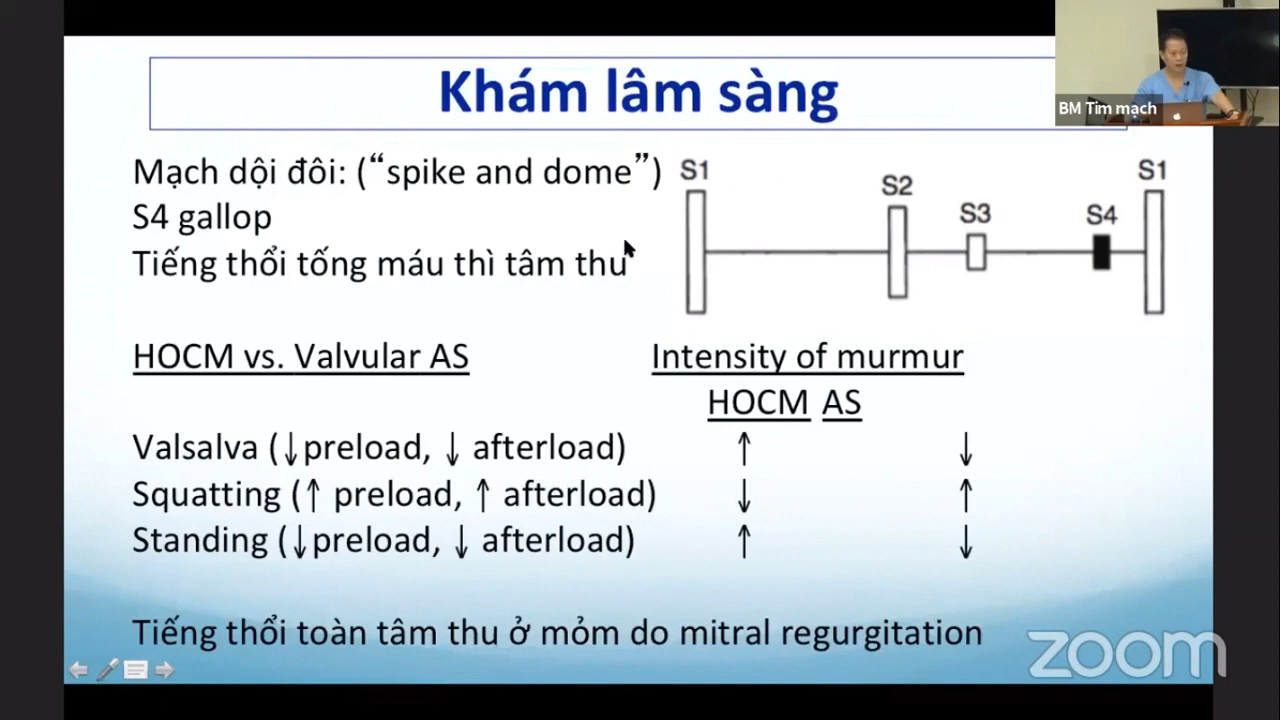 Khám lâm sàng
BM Tim mạch
Mạch dội đôi: (“spike and dome”)
S4 gallop
Tiếng thổi tống máu thì tâm thu
S1
S2
S3
S4
S1
HOCM vs. Valvular AS
Intensity of murmur
HOCM AS
Valsalva (↓preload, ↓ afterload) ↑ ↓
Squatting (↑ preload, ↑ afterload) ↓ ↑
Standing (↓preload, ↓ afterload) ↑ ↓
Tiếng thổi toàn tâm thu ở mỏm do mitral regurgitation
zoom